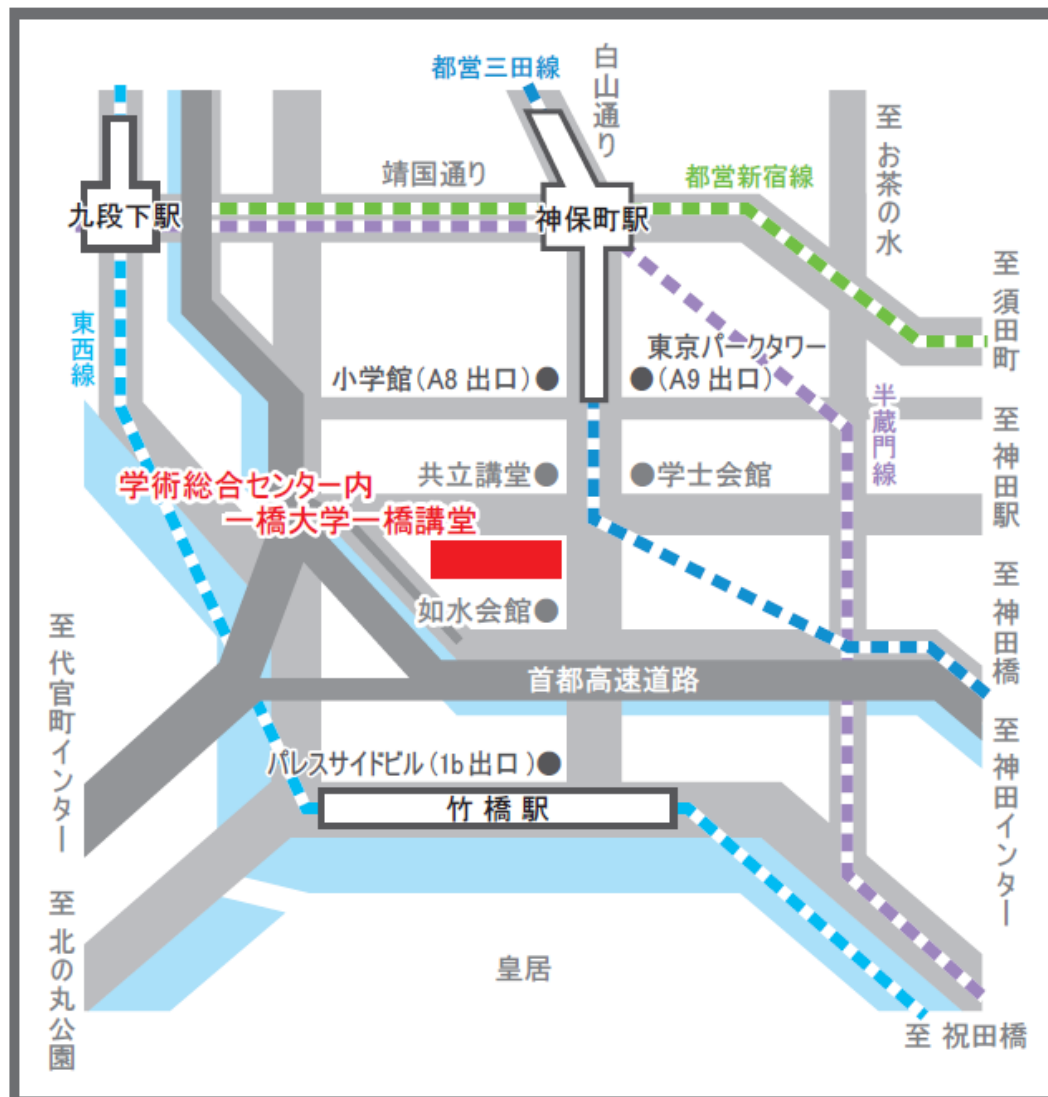 都営三田線
白山通り
至 お茶の水
靖国通り
都営新宿線
九段下駅
神保町駅
至 須田町
東西線
東京パークタワー
小学館(A8 出口)●
●(A9 出口)
半蔵門線
至 神田駅
共立講堂●
●学士会館
学術総合センター内
一橋大学一橋講堂
如水会館●
至 神田橋
至 代官町インター
首都高速道路
至 神田インター
パレスサイドビル(1b 出口)●
竹橋駅
至 北の丸公園
皇居
至 祝田橋